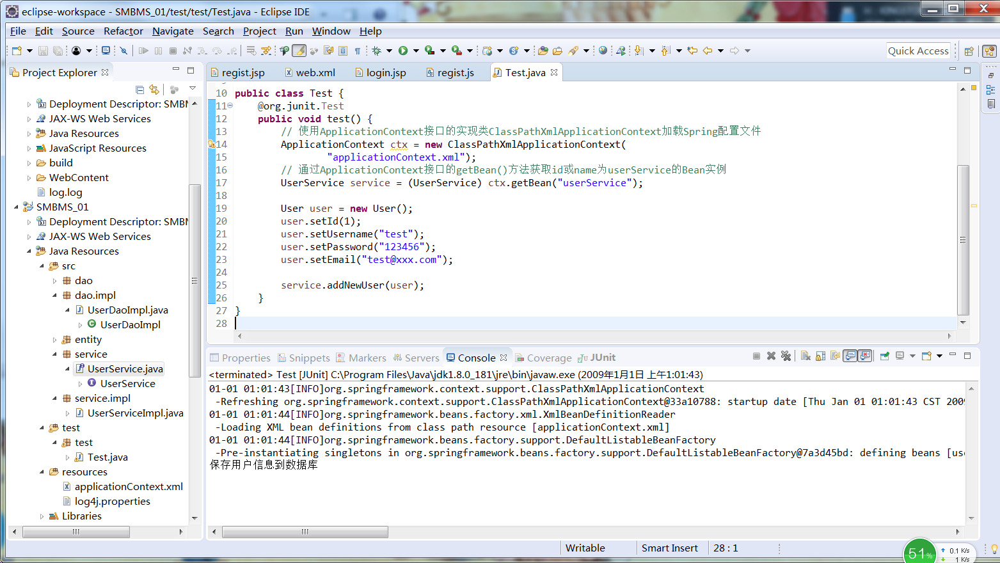 eclipse-workspace - SMBMS_01/test/test/Test.java - Eclipse IDE
File Edit Source Refactor Navigate Search Project Run Window Help
Quick Access
Project Explorer
Deployment Descriptor: SMBM
JAX-WS Web Services
Java Resources
JavaScript Resources
build
WebContent
log.log
SMBMS_01
Deployment Descriptor: SMBM
JAX-WS Web Services
Java Resources
src
dao
dao.impl
UserDaoImpl.java
UserDaoImpl
entity
service
UserService.java
UserService
service.impl
UserServiceImpl.java
test
test
Test.java
resources
applicationContext.xml
log4j.properties
Libraries
regist.jsp web.xml login.jsp regist.js Test.java
10 public class Test {
11 @org.junit.Test
12 public void test() {
13 // 使用ApplicationContext接口的实现类ClassPathXmlApplicationContext加载Spring配置文件
14 ApplicationContext ctx = new ClassPathXmlApplicationContext(
15 "applicationContext.xml");
16 // 通过ApplicationContext接口的getBean()方法获取id或name为userService的Bean实例
17 UserService service = (UserService) ctx.getBean("userService");
18
19 User user = new User();
20 user.setId(1);
21 user.setUsername("test");
22 user.setPassword("123456");
23 user.setEmail("test@xxx.com");
24
25 service.addNewUser(user);
26 }
27 }
28
Properties Snippets Markers Servers Console Coverage JUnit
<terminated> Test [JUnit] C:\Program Files\Java\jdk1.8.0_181\jre\bin\javaw.exe (2009年1月1日 上午1:01:43)
01-01 01:01:43[INFO]org.springframework.context.support.ClassPathXmlApplicationContext
-Refreshing org.springframework.context.support.ClassPathXmlApplicationContext@33a10788: startup date [Thu Jan 01 01:01:43 CST 2009
01-01 01:01:44[INFO]org.springframework.beans.factory.xml.XmlBeanDefinitionReader
-Loading XML bean definitions from class path resource [applicationContext.xml]
01-01 01:01:44[INFO]org.springframework.beans.factory.support.DefaultListableBeanFactory
-Pre-instantiating singletons in org.springframework.beans.factory.support.DefaultListableBeanFactory@7a3d45bd: defining beans [use
保存用户信息到数据库
Writable Smart Insert 28 : 1
51%
0.1 K/s
1 K/s